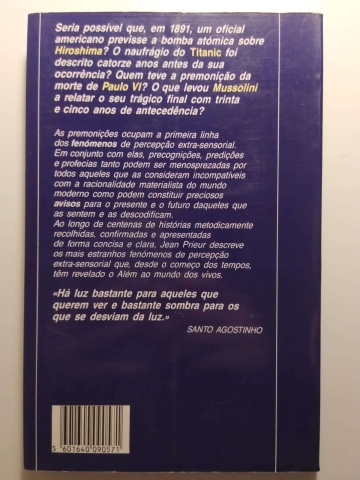 Seria possível que, em 1891, um oficial
americano previsse a bomba atómica sobre
Hiroshima? O naufrágio do Titanic foi
descrito catorze anos antes da sua
ocorrência? Quem teve a premonição da
morte de Paulo VI? O que levou Mussolini
a relatar o seu trágico final com trinta
e cinco anos de antecedência?
As premonições ocupam a primeira linha
dos fenómenos de percepção extra-sensorial.
Em conjunto com elas, precognições, predições
e profecias tanto podem ser menosprezadas por
todos aqueles que as consideram incompatíveis
com a racionalidade materialista do mundo
moderno como podem constituir preciosos
avisos para o presente e o futuro daqueles que
as sentem e as descodificam.
Ao longo de centenas de histórias metodicamente
recolhidas, confirmadas e apresentadas
de forma concisa e clara, Jean Prieur descreve
os mais estranhos fenómenos de percepção
extra-sensorial que, desde o começo dos tempos,
têm revelado o Além ao mundo dos vivos.
«Há luz bastante para aqueles que
querem ver e bastante sombra para os
que se desviam da luz.»
SANTO AGOSTINHO
5 601640 090571